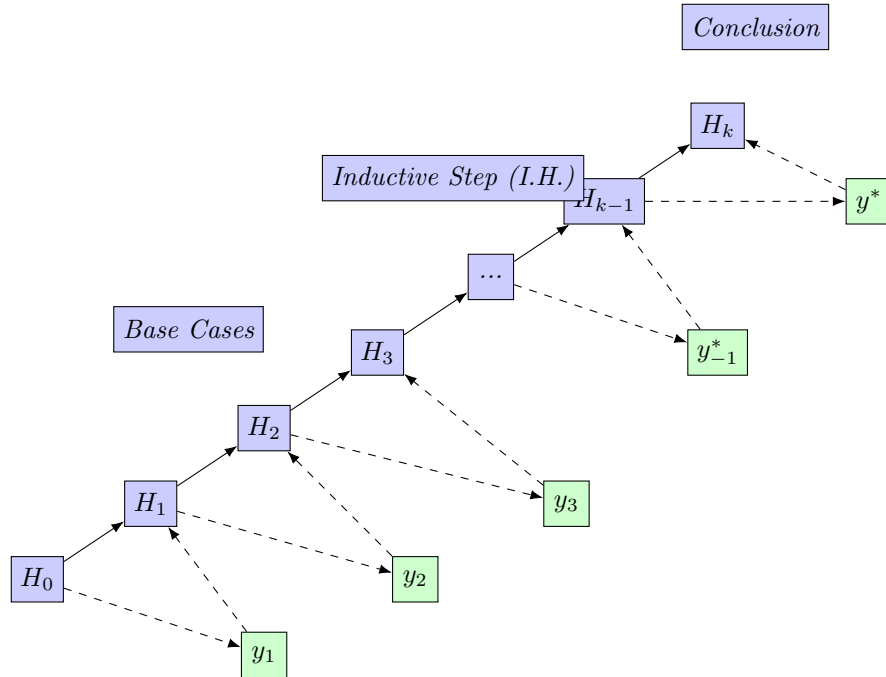 Conclusion
H_k
Inductive Step (I.H.)
H_{k-1}
y*
...
Base Cases
H_3
y^*_{-1}
H_2
H_1
y_3
H_0
y_2
y_1